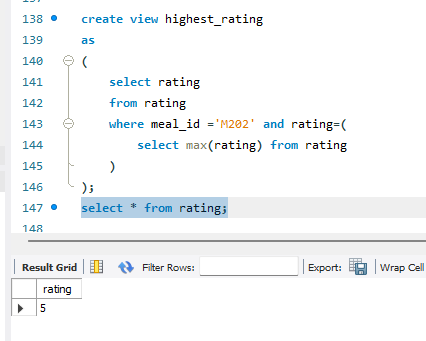 138 create view highest_rating
139 as
140 (
141 select rating
142 from rating
143 where meal_id ='M202' and rating=(
144 select max(rating) from rating
145 )
146 );
147 select * from rating;
148
Result Grid Filter Rows: Export: Wrap Cell
rating
5